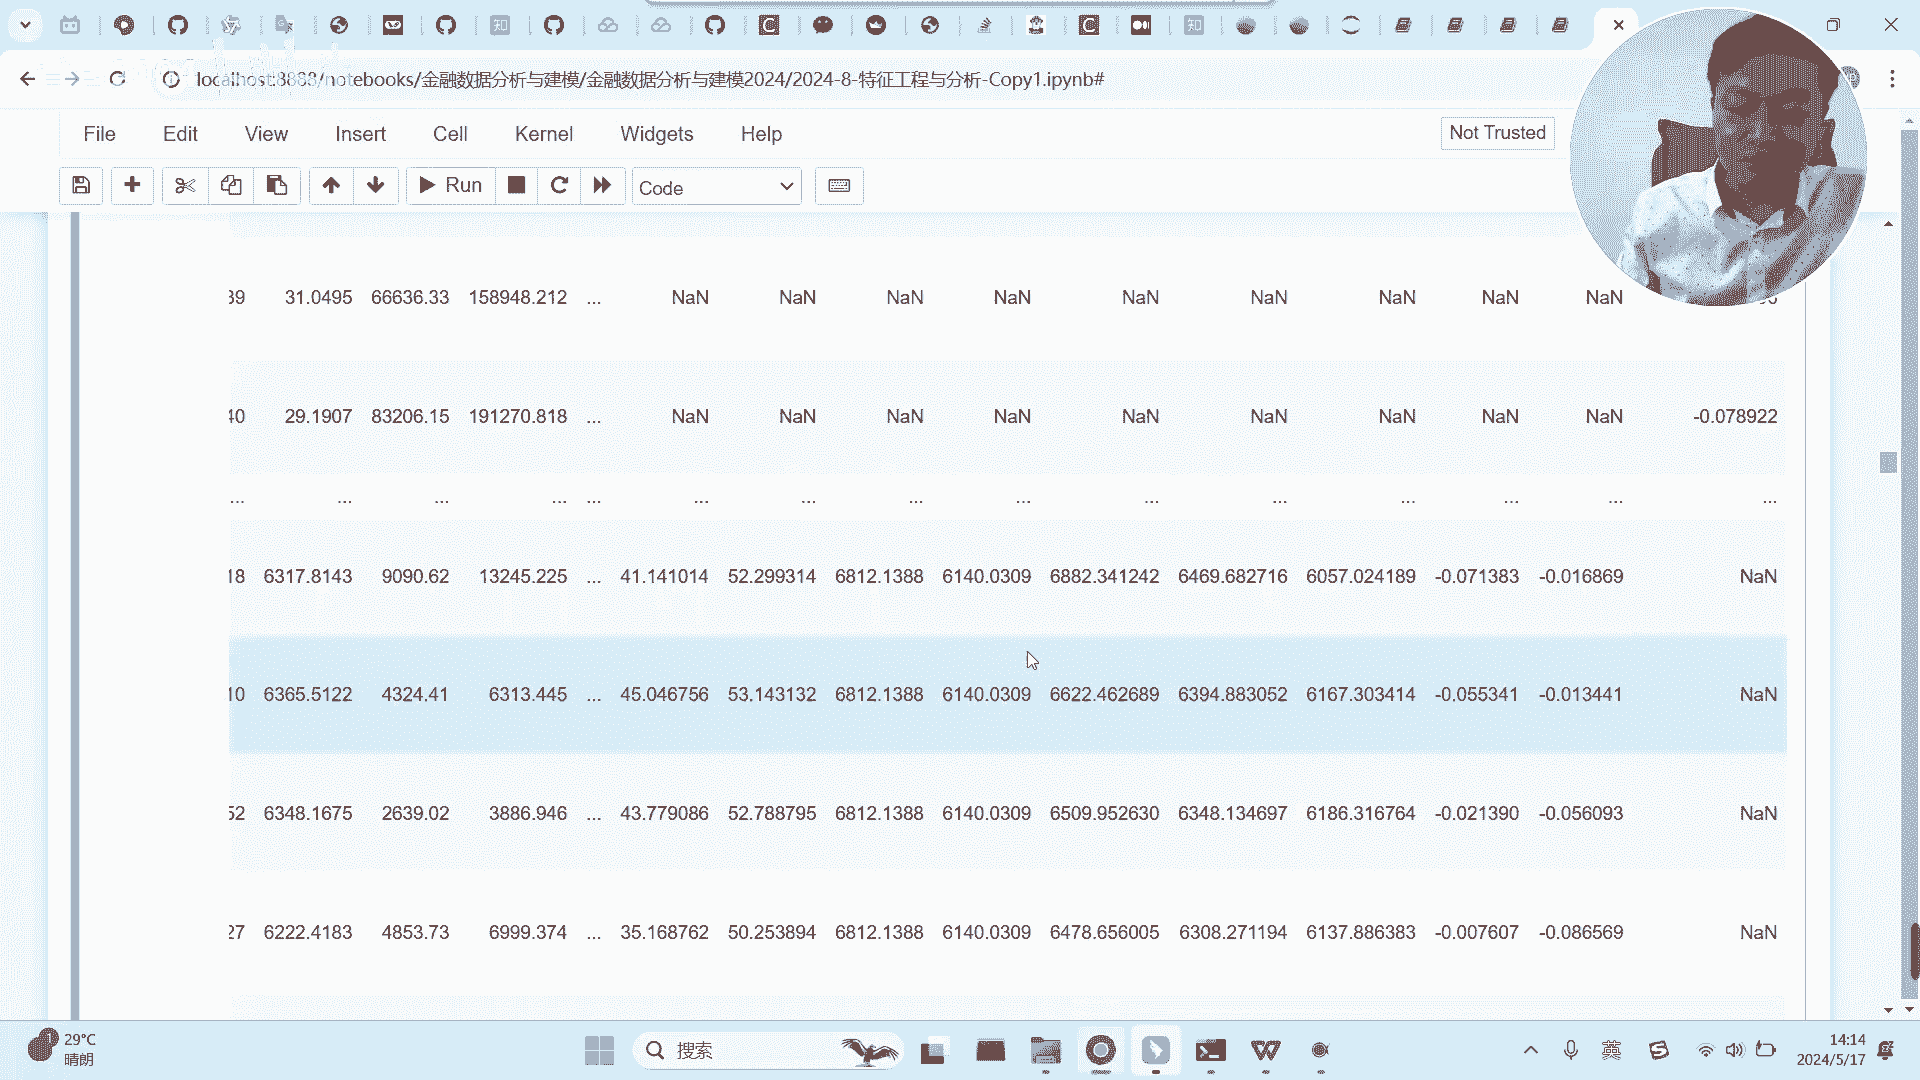 localhost:8888/notebooks/金融数据分析与建模/金融数据分析与建模2024/2024-8-特征工程与分析-Copy1.ipynb#
File Edit View Insert Cell Kernel Widgets Help
Not Trusted
Run Code
39 31.0495 66636.33 158948.212 ... NaN NaN NaN NaN NaN NaN NaN NaN NaN
40 29.1907 83206.15 191270.818 ... NaN NaN NaN NaN NaN NaN NaN NaN NaN -0.078922
... ... ... ... ... ... ... ... ... ... ... ... ... ... ...
18 6317.8143 9090.62 13245.225 ... 41.141014 52.299314 6812.1388 6140.0309 6882.341242 6469.682716 6057.024189 -0.071383 -0.016869 NaN
10 6365.5122 4324.41 6313.445 ... 45.046756 53.143132 6812.1388 6140.0309 6622.462689 6394.883052 6167.303414 -0.055341 -0.013441 NaN
52 6348.1675 2639.02 3886.946 ... 43.779086 52.788795 6812.1388 6140.0309 6509.952630 6348.134697 6186.316764 -0.021390 -0.056093 NaN
27 6222.4183 4853.73 6999.374 ... 35.168762 50.253894 6812.1388 6140.0309 6478.656005 6308.271194 6137.886383 -0.007607 -0.086569 NaN
29°C
晴朗
搜索
英
14:14
2024/5/17